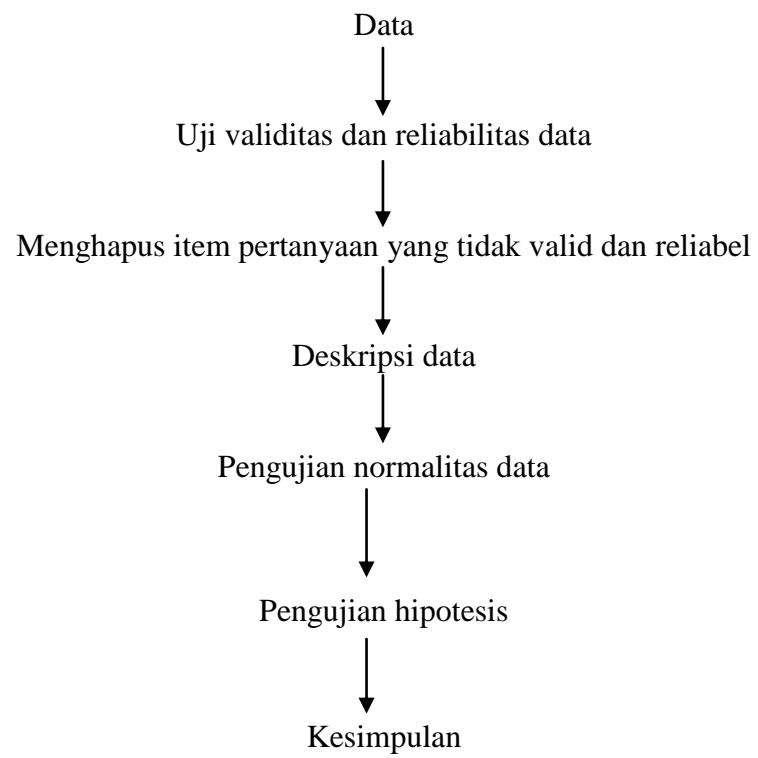 Data
Uji validitas dan reliabilitas data
Menghapus item pertanyaan yang tidak valid dan reliabel
Deskripsi data
Pengujian normalitas data
Pengujian hipotesis
Kesimpulan